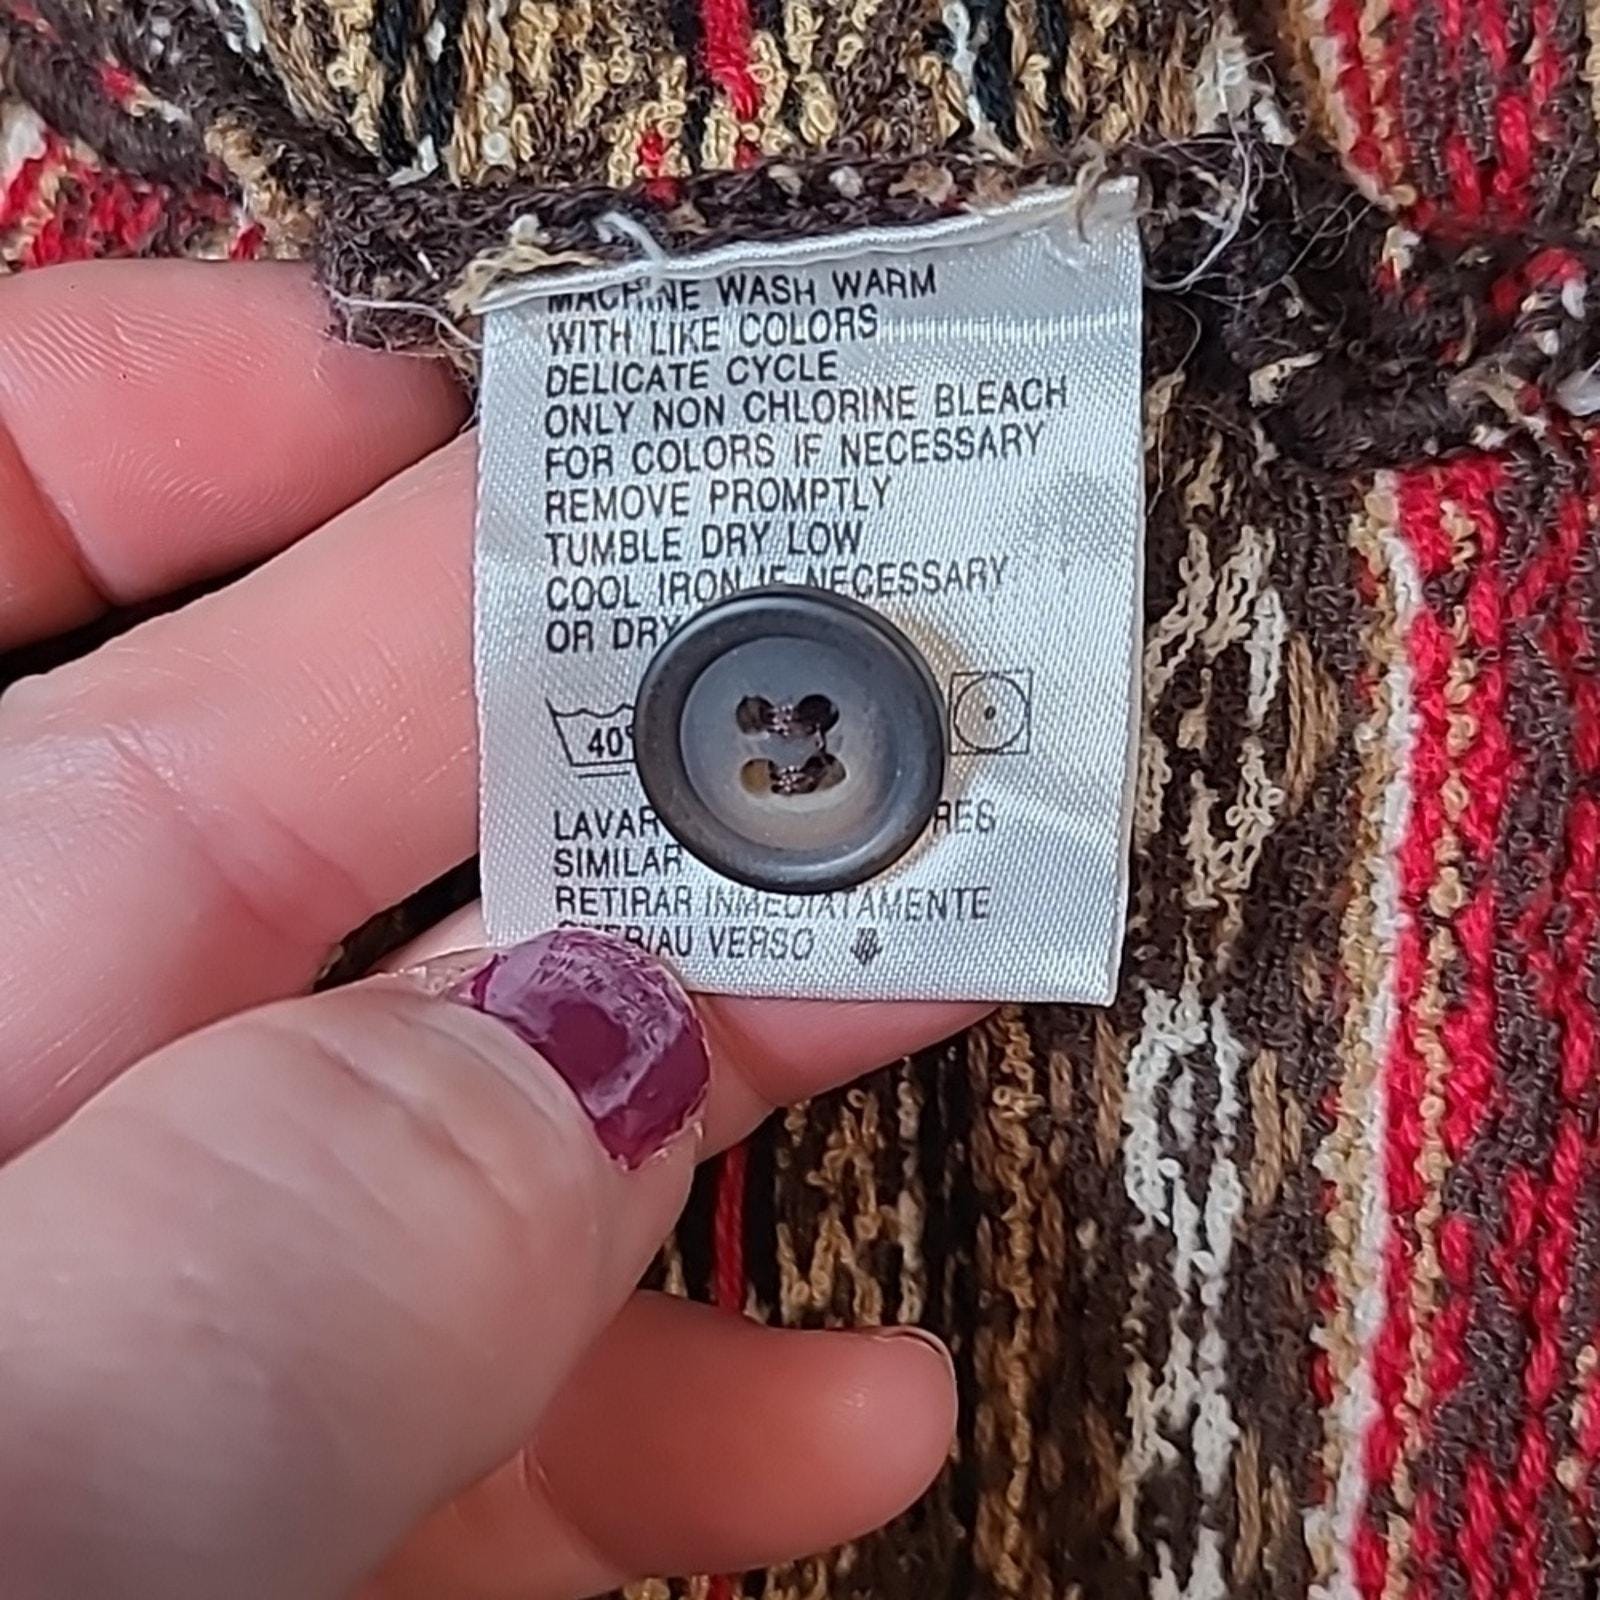 MACHINE WASH WARM
WITH LIKE COLORS
DELICATE CYCLE
ONLY NON CHLORINE BLEACH
FOR COLORS IF NECESSARY
REMOVE PROMPTLY
TUMBLE DRY LOW
COOL IRON IF NECESSARY
OR DRY
40
LAVAR
SIMILAR
RETIRAR INMEDIATAMENTE
VERSO